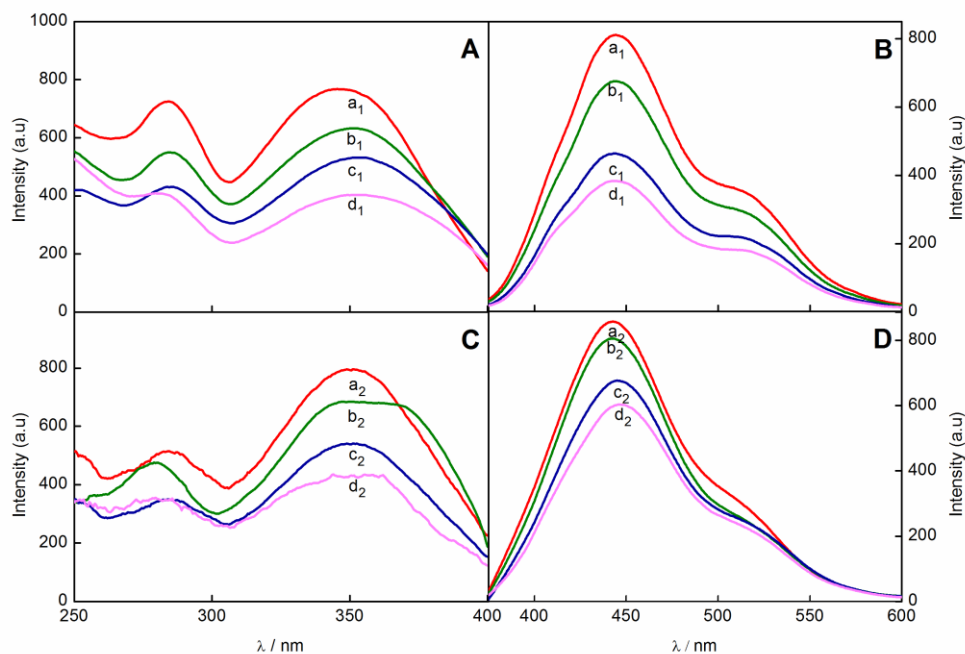 1000
800
600
400
200
0
Intensity (a.u)
A
a1
b1
c1
d1
B
a1
b1
c1
d1
800
600
400
200
0
Intensity (a.u)
800
600
400
200
0
Intensity (a.u)
C
a2
b2
c2
d2
D
a2
b2
c2
d2
800
600
400
200
0
Intensity (a.u)
250 300 350 400
400 450 500 550 600
λ / nm
λ / nm